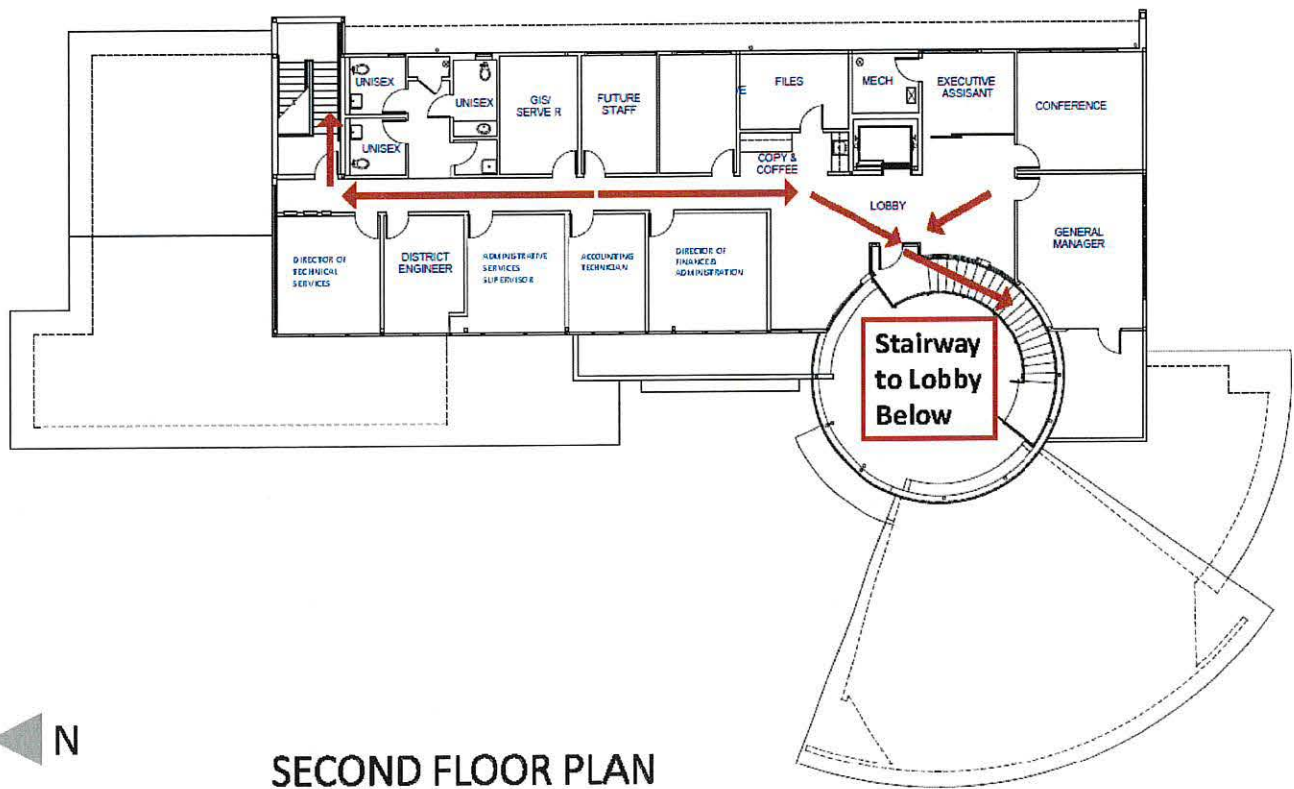 UNISEX
UNISEX
UNISEX
GIS/
SERVE R
FUTURE
STAFF
FILES
MECH
EXECUTIVE
ASSISANT
CONFERENCE
COPY &
COFFEE
LOBBY
GENERAL
MANAGER
DIRECTOR OF
TECHNICAL
SERVICES
DISTRICT
ENGINEER
ADMINISTRATIVE
SERVICES
SUPERVISOR
ACCOUNTING
TECHNICIAN
DIRECTOR OF
FINANCE &
ADMINISTRATION
Stairway
to Lobby
Below
N
SECOND FLOOR PLAN